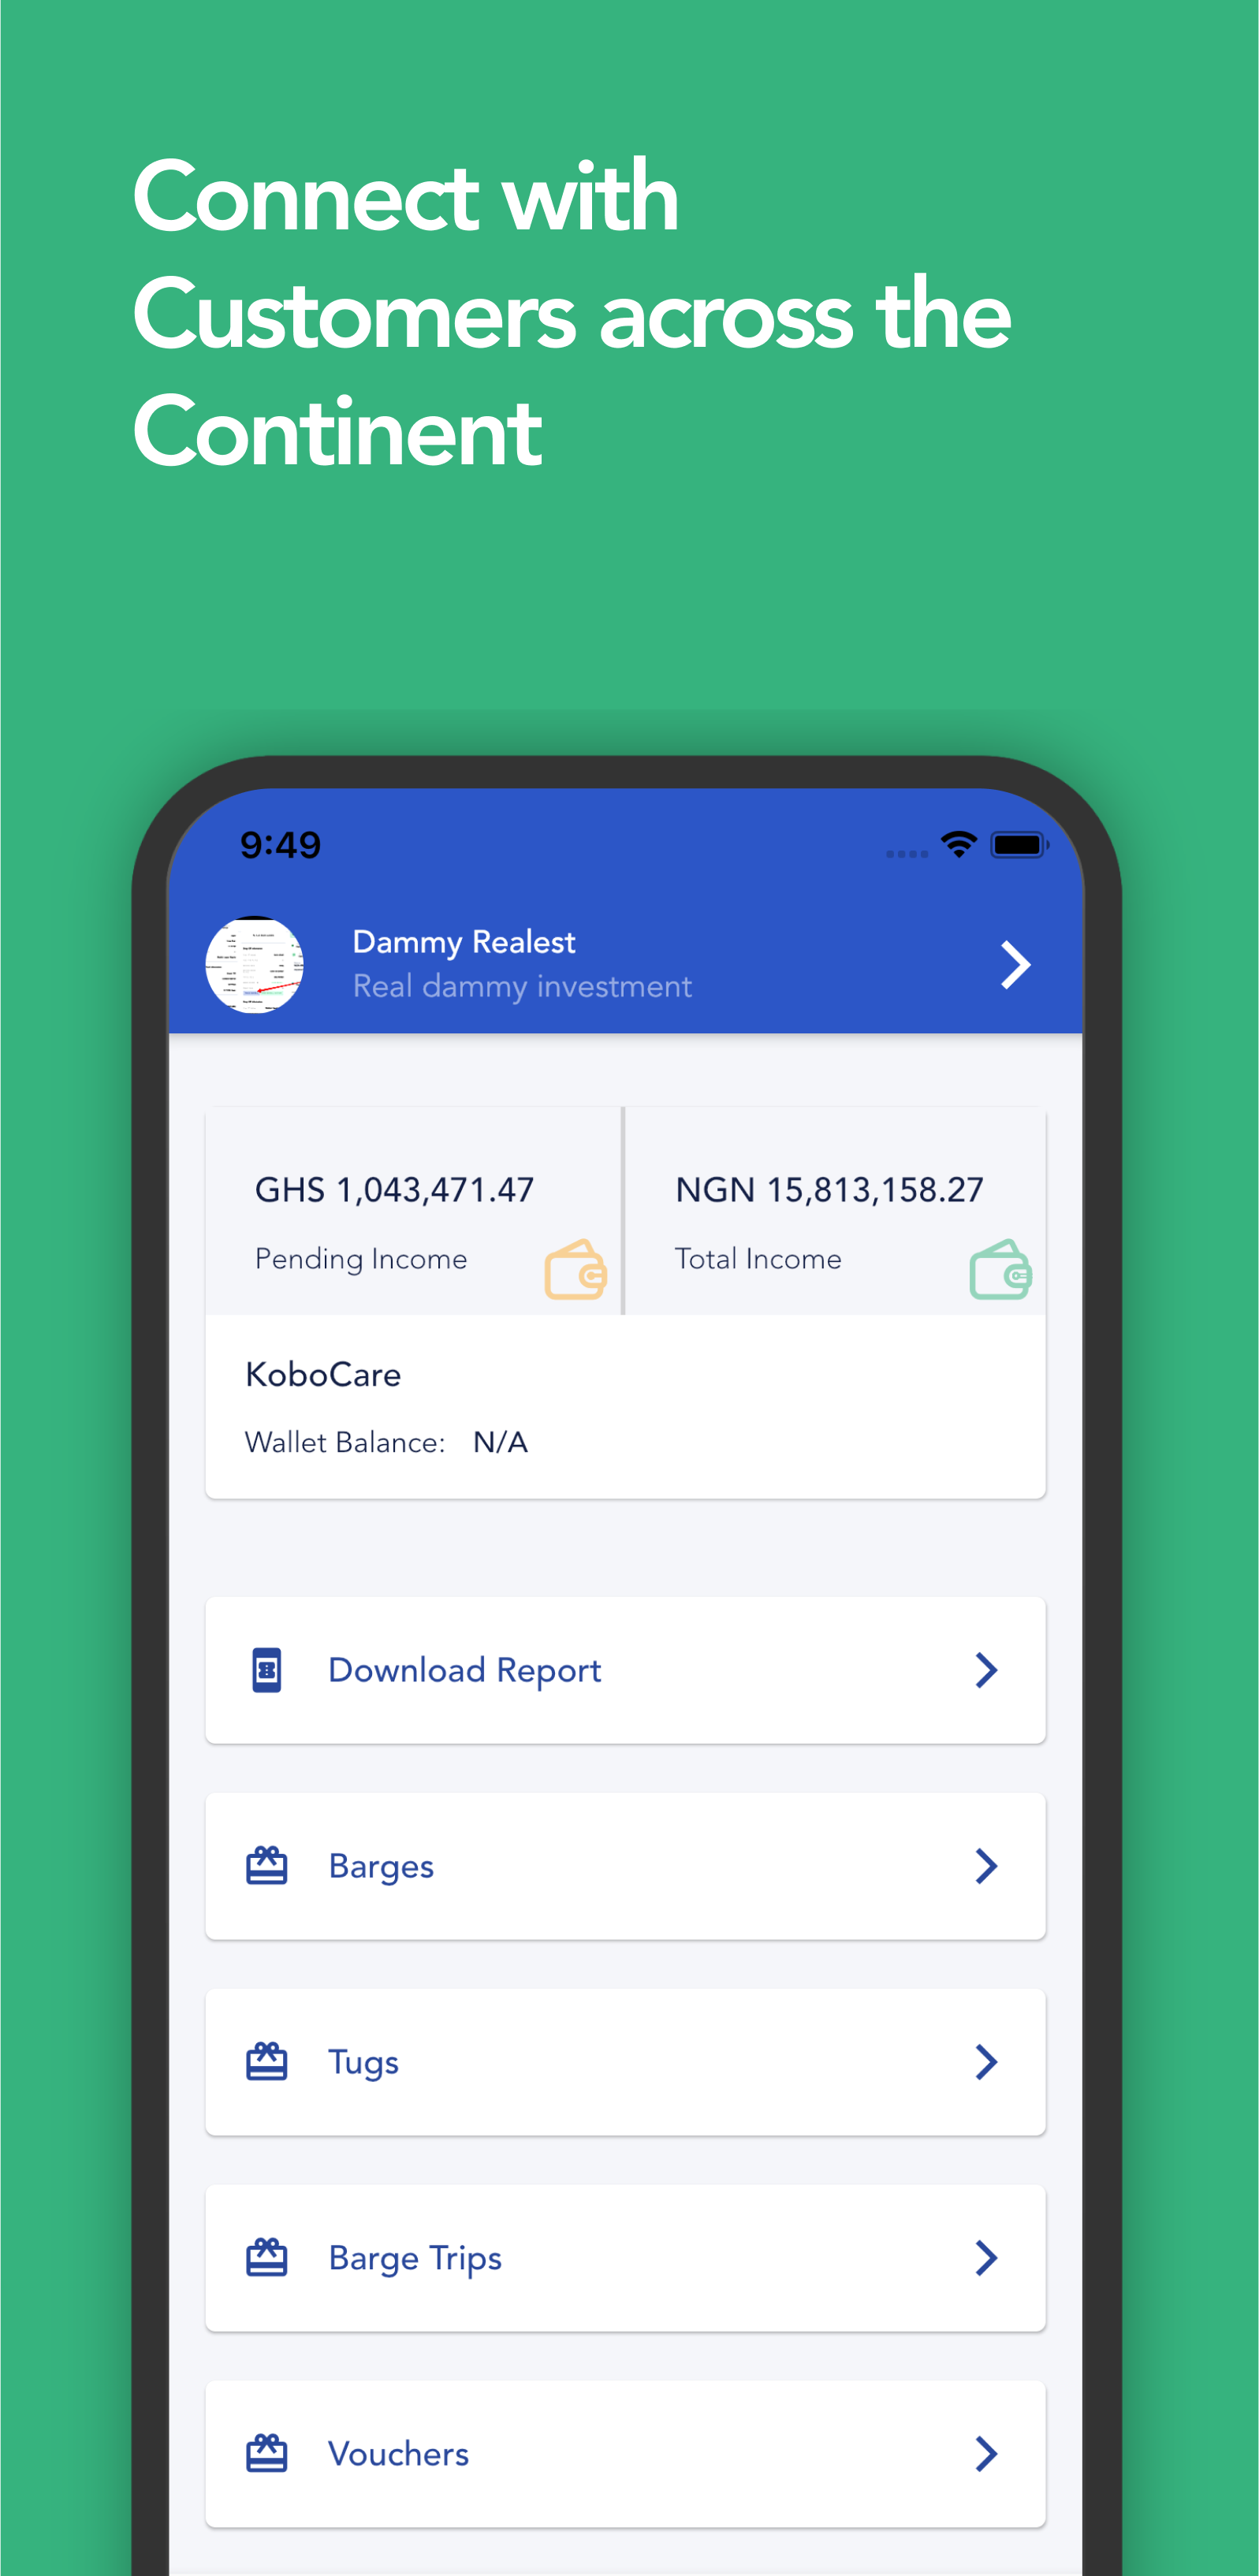 Connect with
Customers across the
Continent
9:49
Dammy Realest
Real dammy investment
GHS 1,043,471.47
Pending Income
NGN 15,813,158.27
Total Income
KoboCare
Wallet Balance: N/A
Download Report
Barges
Tugs
Barge Trips
Vouchers